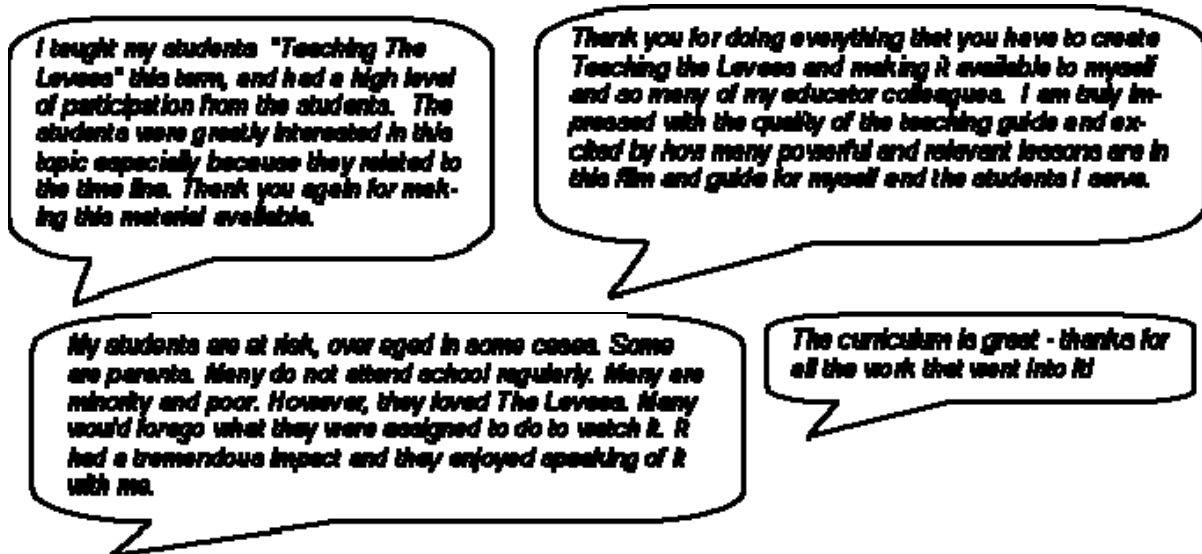 I taught my students "Teaching The
Levees" this term, and had a high level
of participation from the students. The
students were greatly interested in this
topic especially because they related to
the time line. Thank you again for mak-
ing this material available.
Thank you for doing everything that you have to create
Teaching the Levees and making it available to myself
and so many of my educator colleagues. I am truly im-
pressed with the quality of the teaching guide and ex-
cited by how many powerful and relevant lessons are in
this film and guide for myself and the students I serve.
My students are at risk, over aged in some cases. Some
are parents. Many do not attend school regularly. Many are
minority and poor. However, they loved The Levees. Many
would forego what they were assigned to do to watch it. It
had a tremendous impact and they enjoyed speaking of it
with me.
The curriculum is great - thanks for
all the work that went into it!